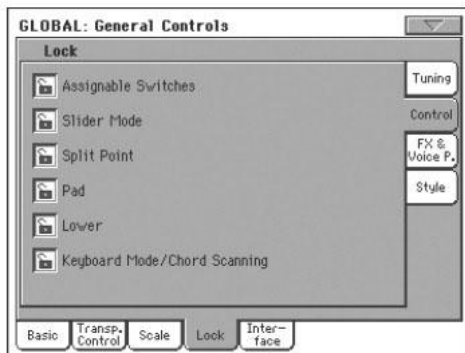 GLOBAL: General Controls
Lock
Assignable Switches
Slider Mode
Split Point
Pad
Lower
Keyboard Mode/Chord Scanning
Tuning
Control
FX &
Voice P.
Style
Basic
Transp.
Control
Scale
Lock
Inter-
face